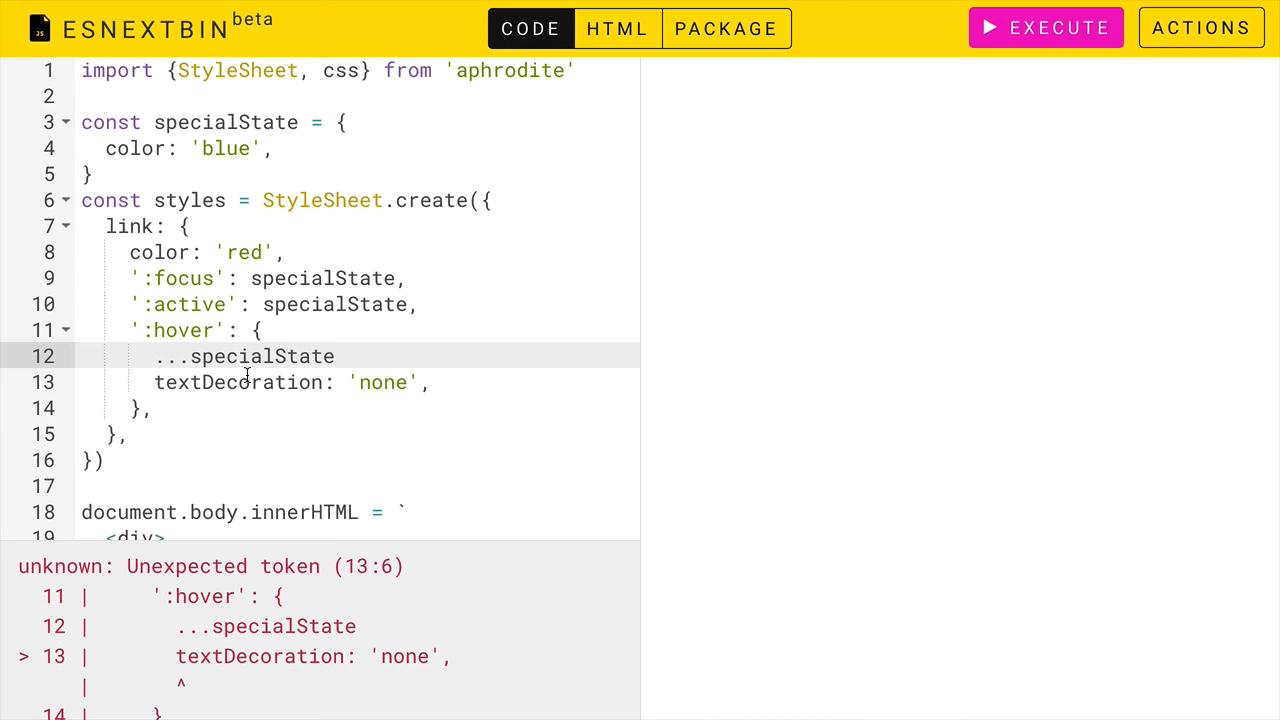 ESNEXTBIN beta CODE HTML PACKAGE EXECUTE ACTIONS
1 import {StyleSheet, css} from 'aphrodite'
2
3 const specialState = {
4 color: 'blue',
5 }
6 const styles = StyleSheet.create({
7 link: {
8 color: 'red',
9 ':focus': specialState,
10 ':active': specialState,
11 ':hover': {
12 ...specialState
13 textDecoration: 'none',
14 },
15 },
16 })
17
18 document.body.innerHTML = `
19 <div>
unknown: Unexpected token (13:6)
11 | ':hover': {
12 | ...specialState
> 13 | textDecoration: 'none',
| ^
14 | }